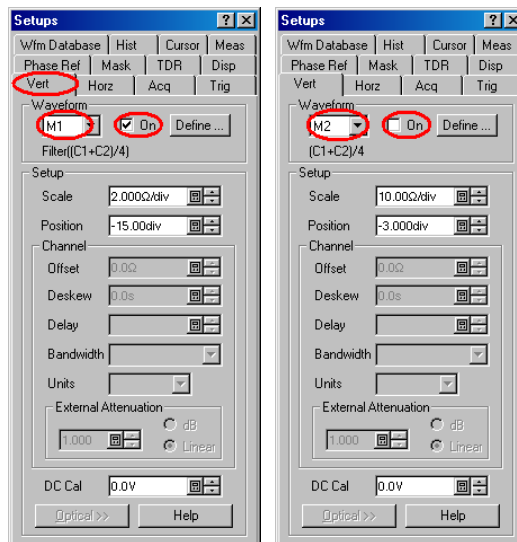 Setups
Wfm Database Hist Cursor Meas
Phase Ref Mask TDR Disp
Vert Horz Acq Trig
Waveform
M1 On Define ...
Filter((C1+C2)/4)
Setup
Scale 2.000Ω/div
Position -15.00div
Channel
Offset 0.0Ω
Deskew 0.0s
Delay
Bandwidth
Units
External Attenuation
1.000 dB
Linear
DC Cal 0.0V
Optical >> Help
Setups
Wfm Database Hist Cursor Meas
Phase Ref Mask TDR Disp
Vert Horz Acq Trig
Waveform
M2 On Define ...
(C1+C2)/4
Setup
Scale 10.00Ω/div
Position -3.000div
Channel
Offset 0.0Ω
Deskew 0.0s
Delay
Bandwidth
Units
External Attenuation
1.000 dB
Linear
DC Cal 0.0V
Optical >> Help